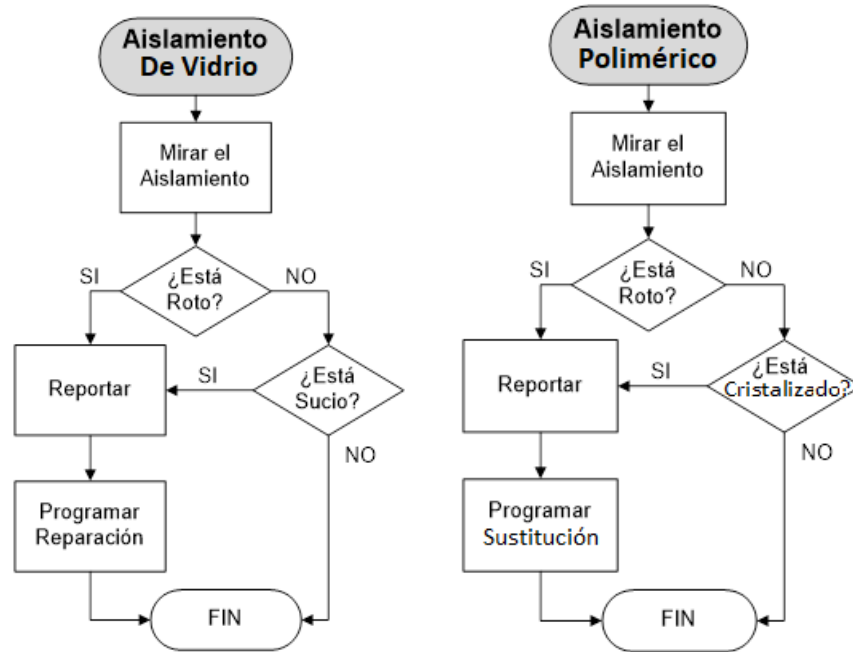 Aislamiento
De Vidrio
Mirar el
Aislamiento
¿Está
Roto?
SI
NO
Reportar
SI
¿Está
Sucio?
NO
Programar
Reparación
FIN
Aislamiento
Polimérico
Mirar el
Aislamiento
¿Está
Roto?
SI
NO
Reportar
SI
¿Está
Cristalizado?
NO
Programar
Sustitución
FIN